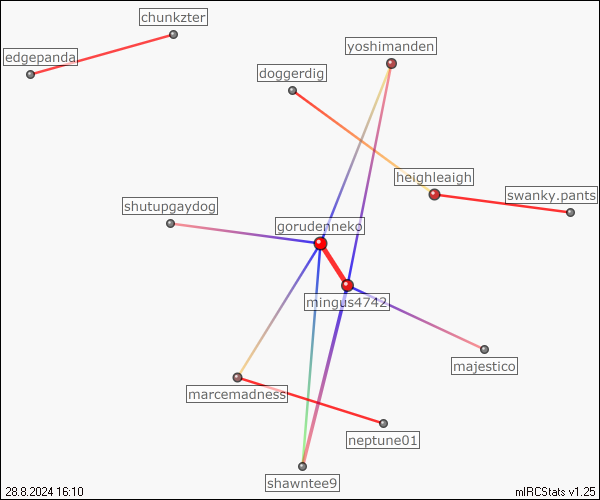 chunkzter
edgepanda
yoshimanden
doggerdig
heighleaigh
swanky.pants
shutupgaydog
gorudenneko
mingus4742
majestico
marcemadness
neptune01
shawntee9
28.8.2024 16:10
mIRCStats v1.25